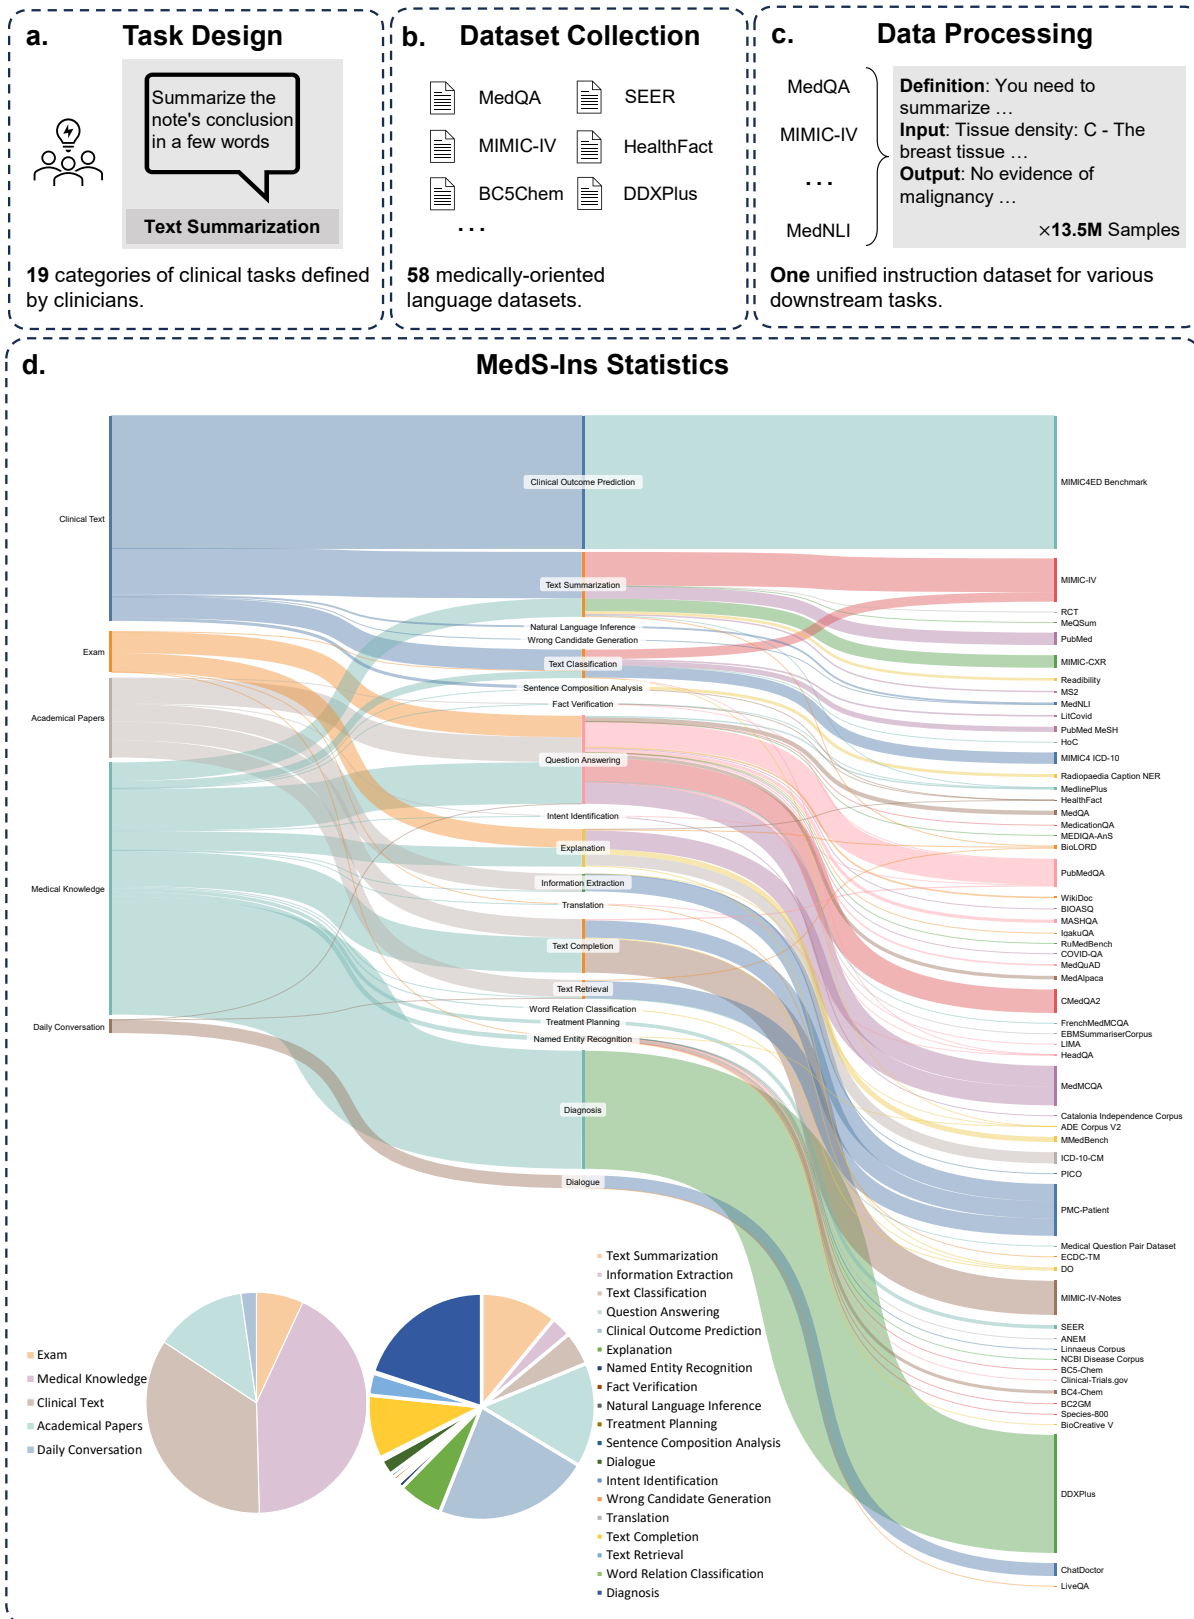 a. Task Design
Summarize the
note's conclusion
in a few words
Text Summarization
19 categories of clinical tasks defined
by clinicians.
b. Dataset Collection
MedQA
SEER
MIMIC-IV
HealthFact
BC5Chem
DDXPlus
...
58 medically-oriented
language datasets.
c. Data Processing
MedQA
MIMIC-IV
...
MedNLI
Definition: You need to
summarize ...
Input: Tissue density: C - The
breast tissue ...
Output: No evidence of
malignancy ...
×13.5M Samples
One unified instruction dataset for various
downstream tasks.
d. MedS-Ins Statistics
Clinical Text
Exam
Academical Papers
Medical Knowledge
Daily Conversation
Clinical Outcome Prediction
Text Summarization
Natural Language Inference
Wrong Candidate Generation
Text Classification
Sentence Composition Analysis
Fact Verification
Question Answering
Intent Identification
Explanation
Information Extraction
Translation
Text Completion
Text Retrieval
Word Relation Classification
Treatment Planning
Named Entity Recognition
Diagnosis
Dialogue
MIMIC4ED Benchmark
MIMIC-IV
RCT
MeQSum
PubMed
MIMIC-CXR
Readibility
MS2
MedNLI
LitCovid
PubMed MeSH
HoC
MIMIC4 ICD-10
Radiopaedia Caption NER
MedlinePlus
HealthFact
MedQA
MedicationQA
MEDIQA-AnS
BioLORD
PubMedQA
WikiDoc
BIOASQ
MASHQA
IgakuQA
RuMedBench
COVID-QA
MedQuAD
MedAlpaca
CMedQA2
FrenchMedMCQA
EBMSummariserCorpus
LIMA
HeadQA
MedMCQA
Catalonia Independence Corpus
ADE Corpus V2
MMedBench
ICD-10-CM
PICO
PMC-Patient
Medical Question Pair Dataset
ECDC-TM
DO
MIMIC-IV-Notes
SEER
ANEM
Linnaeus Corpus
NCBI Disease Corpus
BC5-Chem
Clinical-Trials.gov
BC4-Chem
BC2GM
Species-800
BioCreative V
DDXPlus
ChatDoctor
LiveQA
Exam
Medical Knowledge
Clinical Text
Academical Papers
Daily Conversation
Text Summarization
Information Extraction
Text Classification
Question Answering
Clinical Outcome Prediction
Explanation
Named Entity Recognition
Fact Verification
Natural Language Inference
Treatment Planning
Sentence Composition Analysis
Dialogue
Intent Identification
Wrong Candidate Generation
Translation
Text Completion
Text Retrieval
Word Relation Classification
Diagnosis